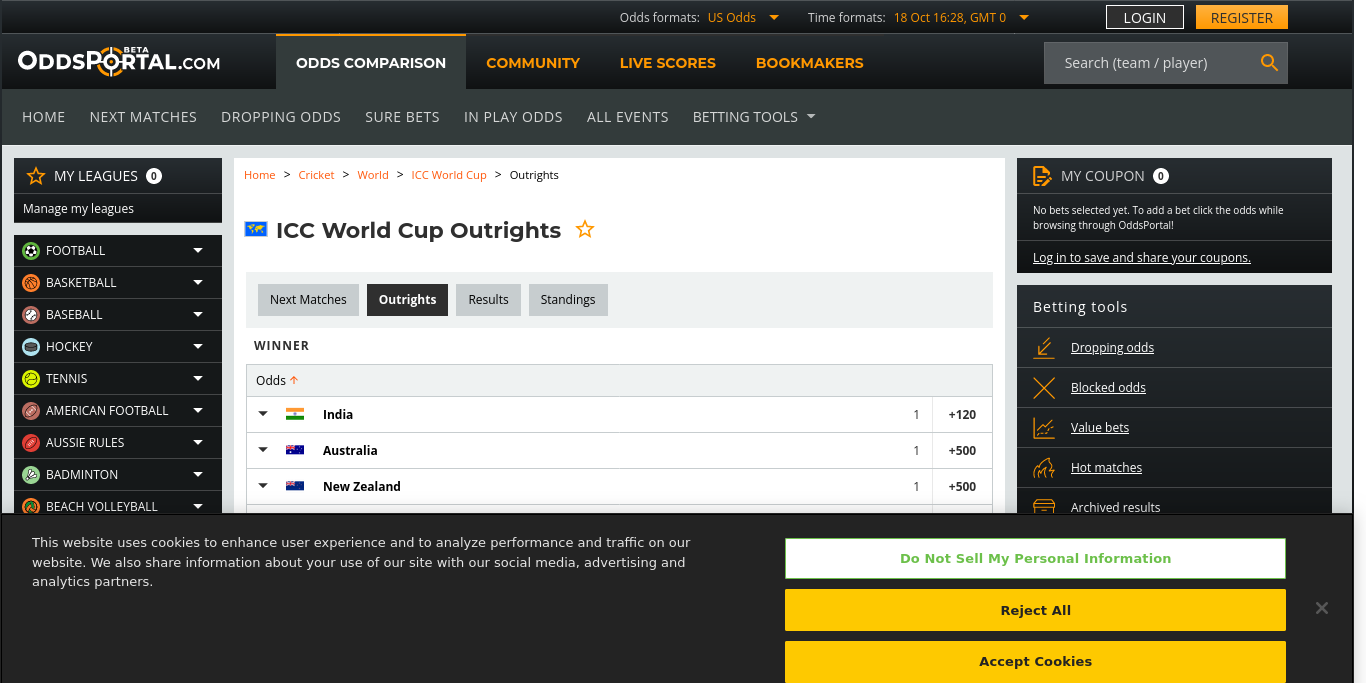 Odds formats: US Odds Time formats: 18 Oct 16:28, GMT 0 LOGIN REGISTER
ODDSPORTAL.COM BETA ODDS COMPARISON COMMUNITY LIVE SCORES BOOKMAKERS Search (team / player)
HOME NEXT MATCHES DROPPING ODDS SURE BETS IN PLAY ODDS ALL EVENTS BETTING TOOLS
MY LEAGUES 0
Manage my leagues
FOOTBALL
BASKETBALL
BASEBALL
HOCKEY
TENNIS
AMERICAN FOOTBALL
AUSSIE RULES
BADMINTON
BEACH VOLLEYBALL
Home > Cricket > World > ICC World Cup > Outrights
ICC World Cup Outrights
Next Matches Outrights Results Standings
WINNER
Odds
India 1 +120
Australia 1 +500
New Zealand 1 +500
MY COUPON 0
No bets selected yet. To add a bet click the odds while
browsing through OddsPortal!
Log in to save and share your coupons.
Betting tools
Dropping odds
Blocked odds
Value bets
Hot matches
Archived results
This website uses cookies to enhance user experience and to analyze performance and traffic on our
website. We also share information about your use of our site with our social media, advertising and
analytics partners.
Do Not Sell My Personal Information
Reject All
Accept Cookies